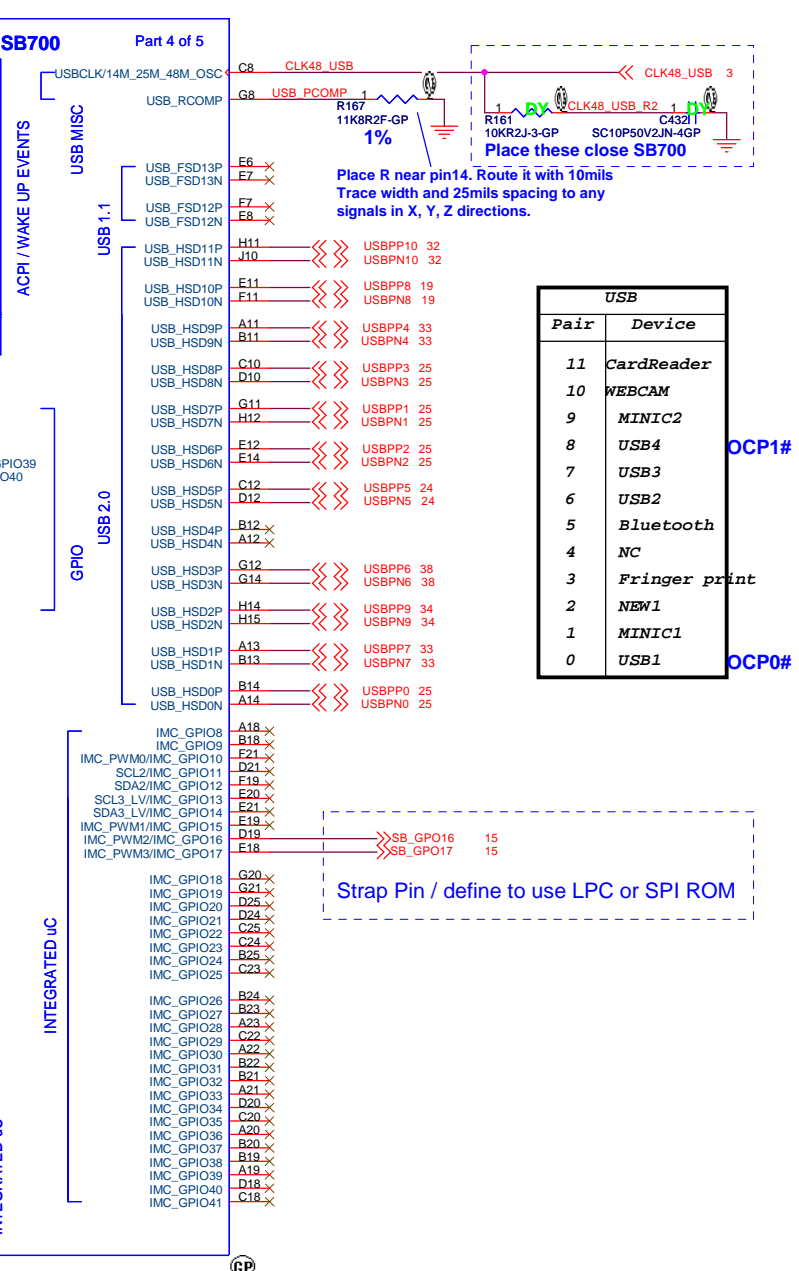 SB700
Part 4 of 5
ACPI / WAKE UP EVENTS
USB MISC
USBCLK/14M_25M_48M_OSC C8 CLK48_USB CLK48_USB 3
USB_RCOMP G8 USB_PCOMP 1
R167
11K8R2F-GP
1%
1 DY CLK48_USB_R2 1 DY
R161 C432
10KR2J-3-GP SC10P50V2JN-4GP
Place these close SB700
Place R near pin14. Route it with 10mils
Trace width and 25mils spacing to any
signals in X, Y, Z directions.
USB 1.1
USB_FSD13P E6
USB_FSD13N E7
USB_FSD12P F7
USB_FSD12N E8
USB 2.0
USB_HSD11P H11 USBPP10 32
USB_HSD11N J10 USBPN10 32
USB_HSD10P E11 USBPP8 19
USB_HSD10N F11 USBPN8 19
USB_HSD9P A11 USBPP4 33
USB_HSD9N B11 USBPN4 33
USB_HSD8P C10 USBPP3 25
USB_HSD8N D10 USBPN3 25
USB_HSD7P G11 USBPP1 25
USB_HSD7N H12 USBPN1 25
USB_HSD6P E12 USBPP2 25
USB_HSD6N E14 USBPN2 25
USB_HSD5P C12 USBPP5 24
USB_HSD5N D12 USBPN5 24
USB_HSD4P B12
USB_HSD4N A12
USB_HSD3P G12 USBPP6 38
USB_HSD3N G14 USBPN6 38
USB_HSD2P H14 USBPP9 34
USB_HSD2N H15 USBPN9 34
USB_HSD1P A13 USBPP7 33
USB_HSD1N B13 USBPN7 33
USB_HSD0P B14 USBPP0 25
USB_HSD0N A14 USBPN0 25
PIO39
O40
GPIO
USB
Pair Device
11 CardReader
10 WEBCAM
9 MINIC2
8 USB4 OCP1#
7 USB3
6 USB2
5 Bluetooth
4 NC
3 Fringer print
2 NEW1
1 MINIC1
0 USB1 OCP0#
INTEGRATED uC
IMC_GPIO8 A18
IMC_GPIO9 B18
IMC_PWM0/IMC_GPIO10 F21
SCL2/IMC_GPIO11 D21
SDA2/IMC_GPIO12 F19
SCL3_LV/IMC_GPIO13 E20
SDA3_LV/IMC_GPIO14 E21
IMC_PWM1/IMC_GPIO15 E19
IMC_PWM2/IMC_GPO16 D19 SB_GPO16 15
IMC_PWM3/IMC_GPO17 E18 SB_GPO17 15
Strap Pin / define to use LPC or SPI ROM
IMC_GPIO18 G20
IMC_GPIO19 G21
IMC_GPIO20 D25
IMC_GPIO21 D24
IMC_GPIO22 C25
IMC_GPIO23 C24
IMC_GPIO24 B25
IMC_GPIO25 C23
IMC_GPIO26 B24
IMC_GPIO27 B23
IMC_GPIO28 A23
IMC_GPIO29 C22
IMC_GPIO30 A22
IMC_GPIO31 B22
IMC_GPIO32 B21
IMC_GPIO33 A21
IMC_GPIO34 D20
IMC_GPIO35 C20
IMC_GPIO36 A20
IMC_GPIO37 B20
IMC_GPIO38 B19
IMC_GPIO39 A19
IMC_GPIO40 D18
IMC_GPIO41 C18
GP